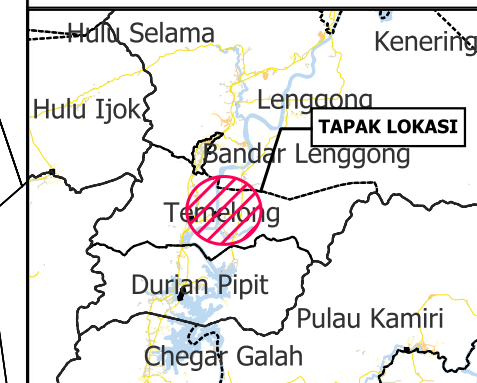 Hulu Selama
Kenering
Lenggong
Hulu Ijok
TAPAK LOKASI
Bandar Lenggong
Temelong
Durian Pipit
Pulau Kamiri
Chegar Galah